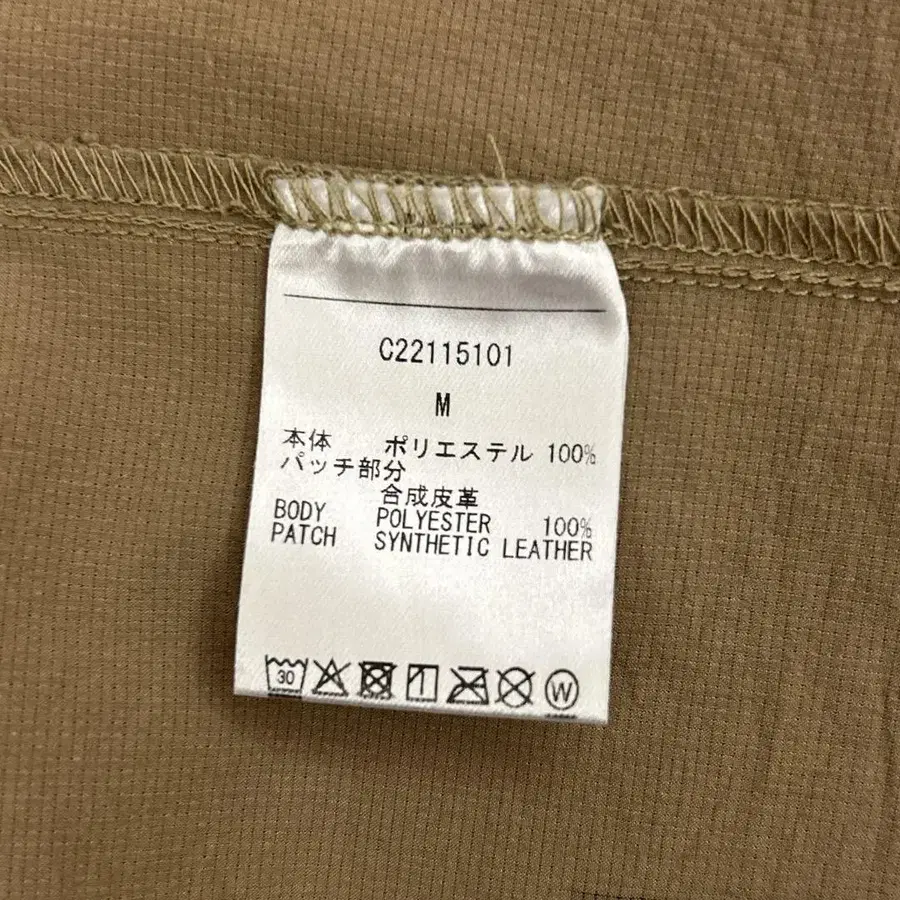 C22115101
M
本体 ポリエステル 100%
パッチ部分
合成皮革
BODY POLYESTER 100%
PATCH SYNTHETIC LEATHER
30 W